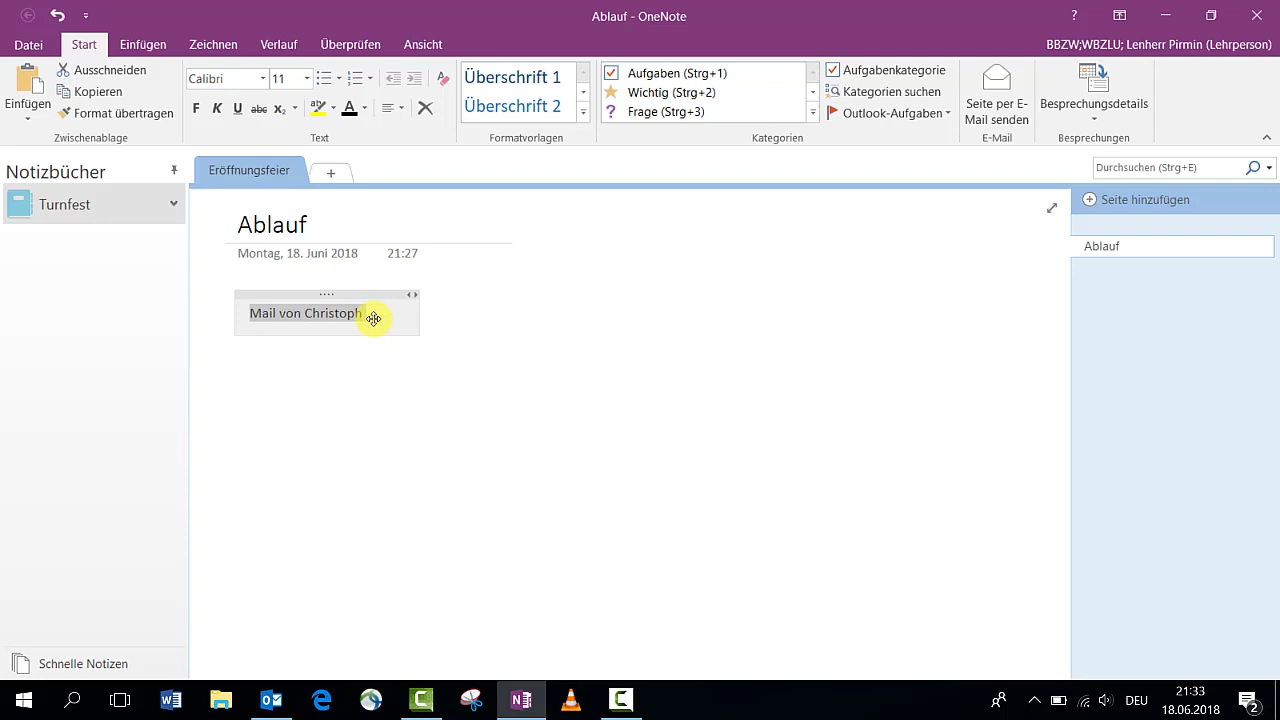 Ablauf - OneNote
?
Datei Start Einfügen Zeichnen Verlauf Überprüfen Ansicht BBZW;WBZLU; Lenherr Pirmin (Lehrperson)
Einfügen
Ausschneiden
Kopieren
Format übertragen
Zwischenablage
Calibri 11
F K U abc x₂ ab A
Text
Überschrift 1
Überschrift 2
Formatvorlagen
Aufgaben (Strg+1)
Wichtig (Strg+2)
? Frage (Strg+3)
Aufgabenkategorie
Kategorien suchen
Outlook-Aufgaben
Kategorien
Seite per E-
Mail senden
E-Mail
Besprechungsdetails
Besprechungen
Notizbücher
Turnfest
Eröffnungsfeier
+
Durchsuchen (Strg+E)
Seite hinzufügen
Ablauf
Ablauf
Montag, 18. Juni 2018 21:27
Mail von Christoph
Schnelle Notizen
DEU
21:33
18.06.2018
2